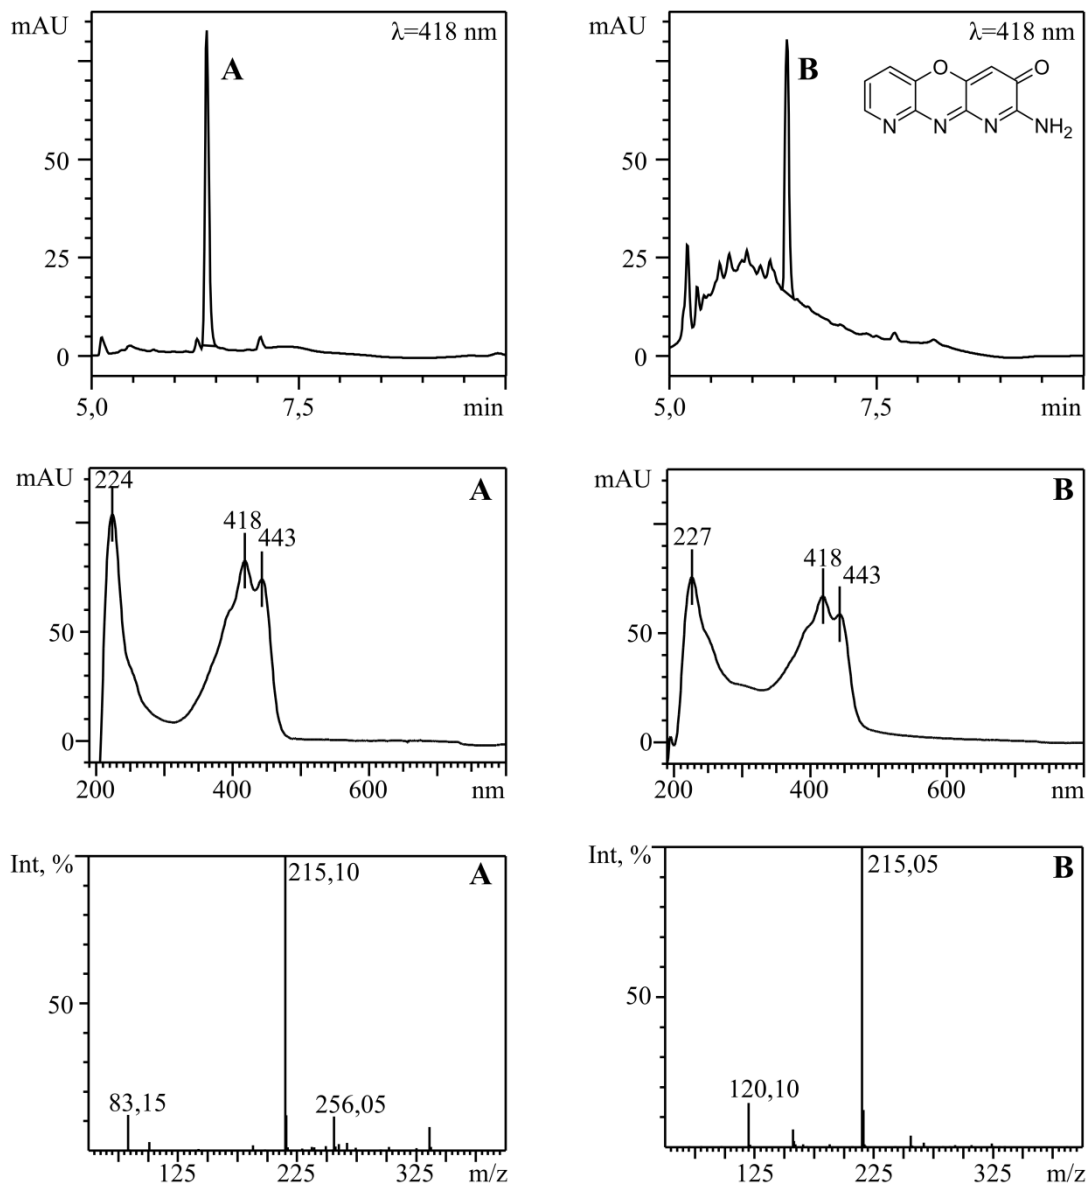 mAU
λ=418 nm
A
50
25
0
5,0
7,5
min
mAU
λ=418 nm
B
O
O
N
N
N
NH2
50
25
0
5,0
7,5
min
mAU
224
A
418
443
50
0
200
400
600
nm
mAU
227
B
418
443
50
0
200
400
600
nm
Int, %
215,10
A
50
83,15
256,05
125
225
325
m/z
Int, %
215,05
B
50
120,10
125
225
325
m/z